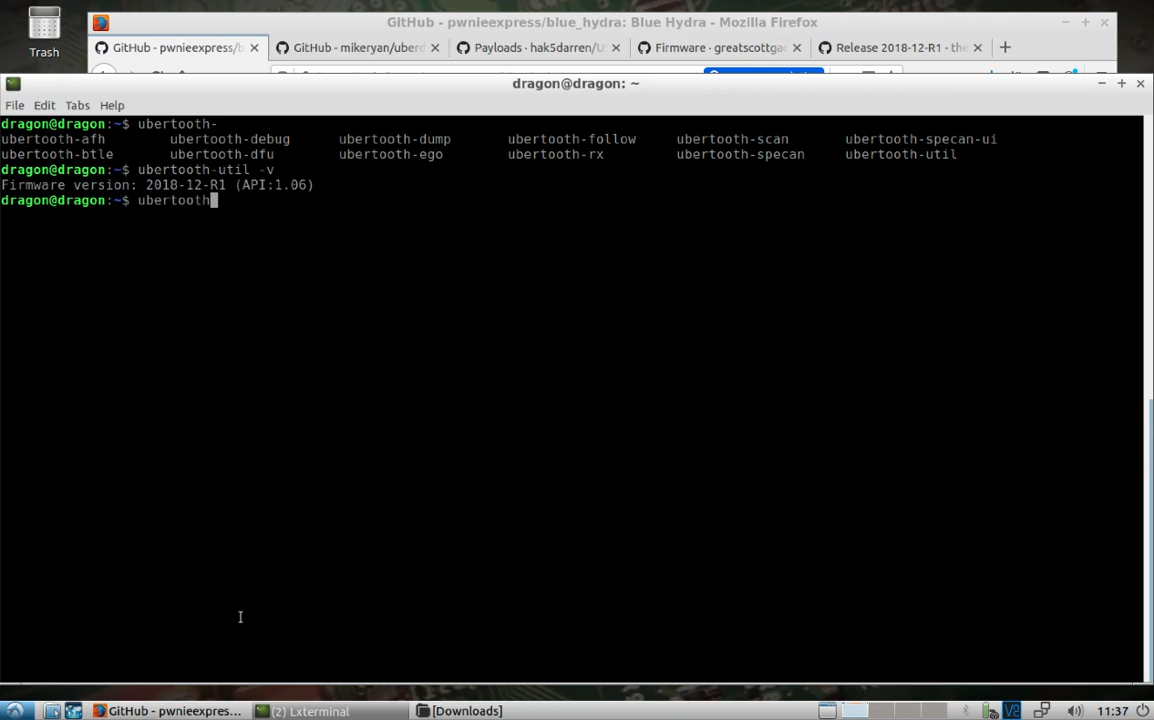 Trash
GitHub - pwnieexpress/blue_hydra: Blue Hydra - Mozilla Firefox
GitHub - pwnieexpress/b
GitHub - mikeryan/uberd
Payloads · hak5darren/U
Firmware · greatscottga
Release 2018-12-R1 · the
dragon@dragon: ~
File Edit Tabs Help
dragon@dragon:~$ ubertooth-
ubertooth-afh ubertooth-debug ubertooth-dump ubertooth-follow ubertooth-scan ubertooth-specan-ui
ubertooth-btle ubertooth-dfu ubertooth-ego ubertooth-rx ubertooth-specan ubertooth-util
dragon@dragon:~$ ubertooth-util -v
Firmware version: 2018-12-R1 (API:1.06)
dragon@dragon:~$ ubertooth
GitHub - pwnieexpres...
(2) Lxterminal
[Downloads]
11:37